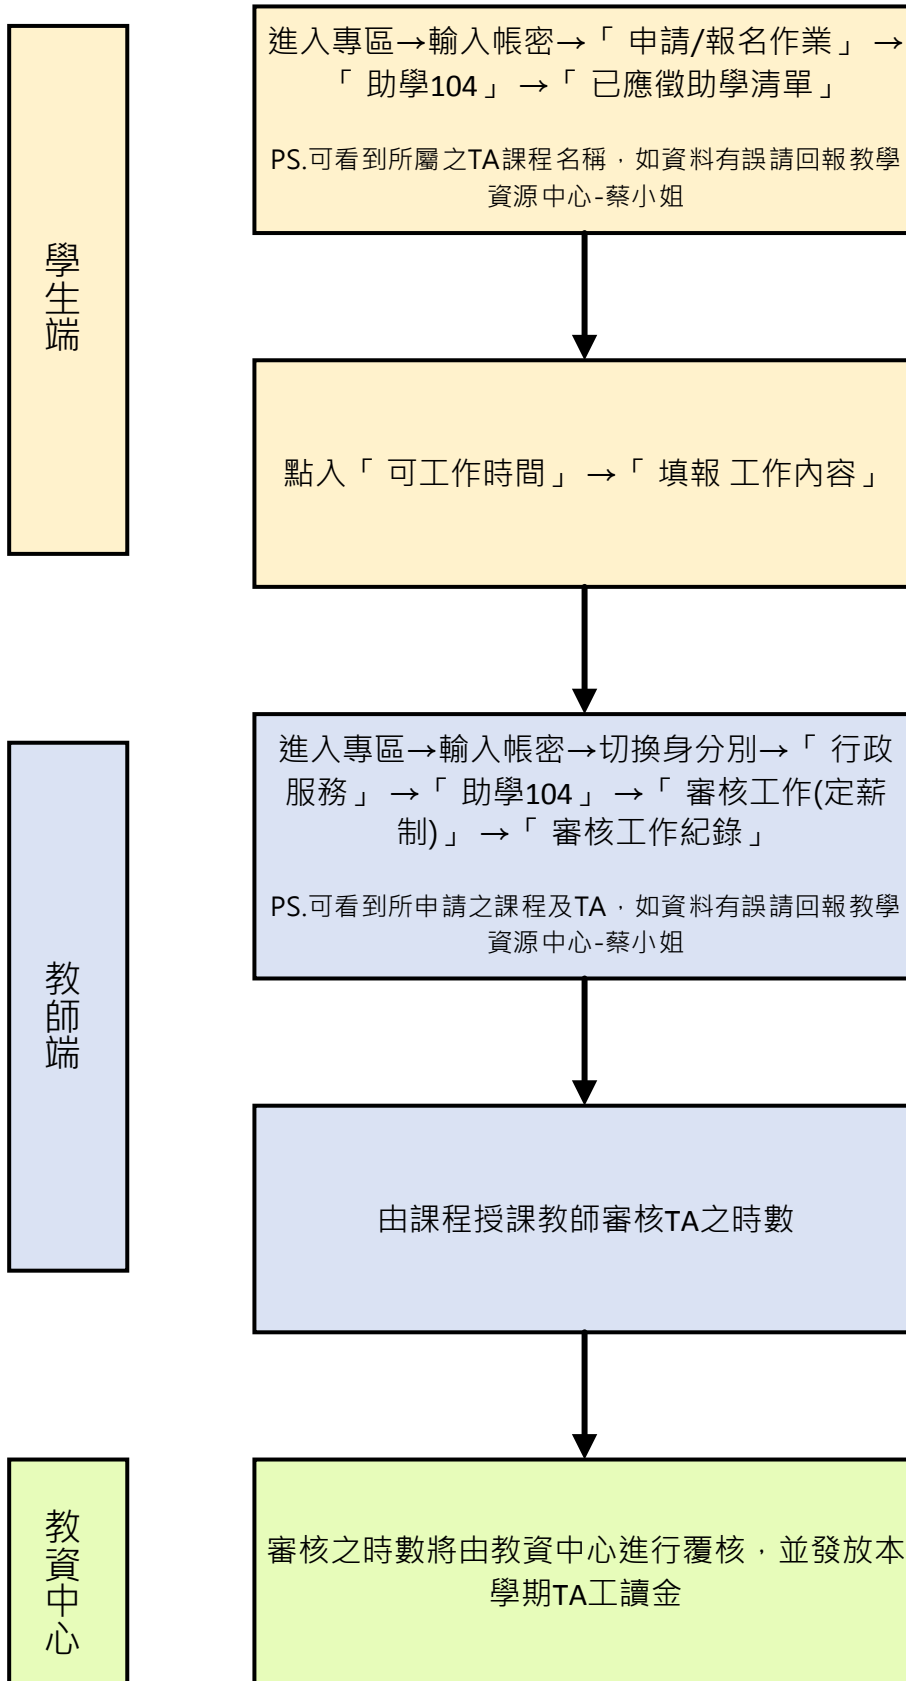 學生端
進入專區→輸入帳密→「 申請/報名作業」→
「 助學104」→「 已應徵助學清單」
PS.可看到所屬之TA課程名稱，如資料有誤請回報教學
資源中心-蔡小姐
點入「 可工作時間」→「 填報 工作內容」
教師端
進入專區→輸入帳密→切換身分別→「 行政
服務」→「 助學104」→「 審核工作(定薪
制)」→「 審核工作紀錄」
PS.可看到所申請之課程及TA，如資料有誤請回報教學
資源中心-蔡小姐
由課程授課教師審核TA之時數
教資中心
審核之時數將由教資中心進行覆核，並發放本
學期TA工讀金